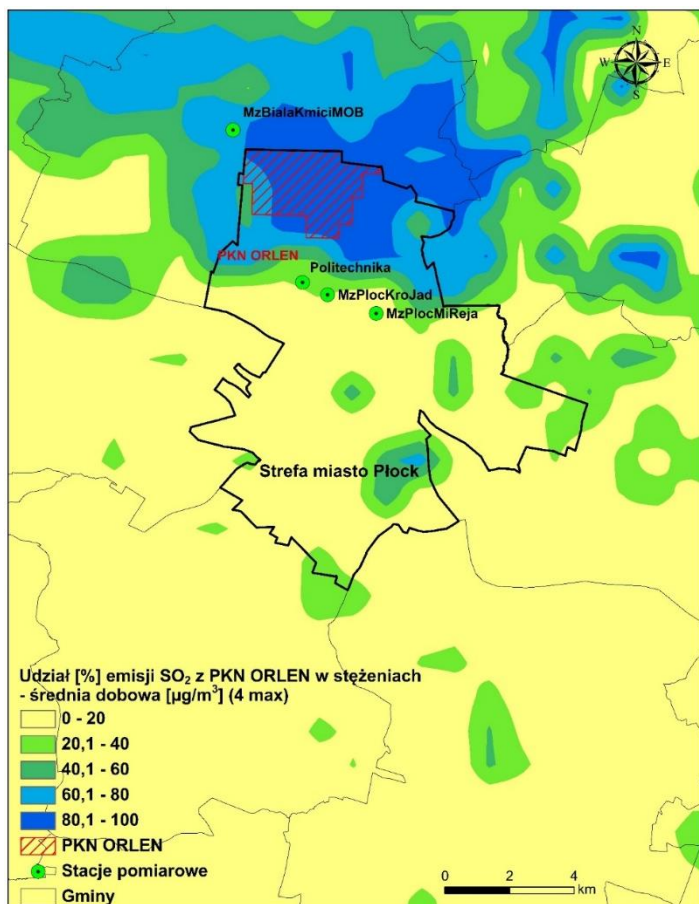 N
W E
S
MzBialaKmiciMOB
PKN ORLEN
Politechnika
MzPlocKroJad
MzPlocMiReja
Strefa miasto Płock
Udział [%] emisji SO₂ z PKN ORLEN w stężeniach
- średnia dobowa [µg/m³] (4 max)
0 - 20
20,1 - 40
40,1 - 60
60,1 - 80
80,1 - 100
PKN ORLEN
Stacje pomiarowe
Gminy
0 2 4
km